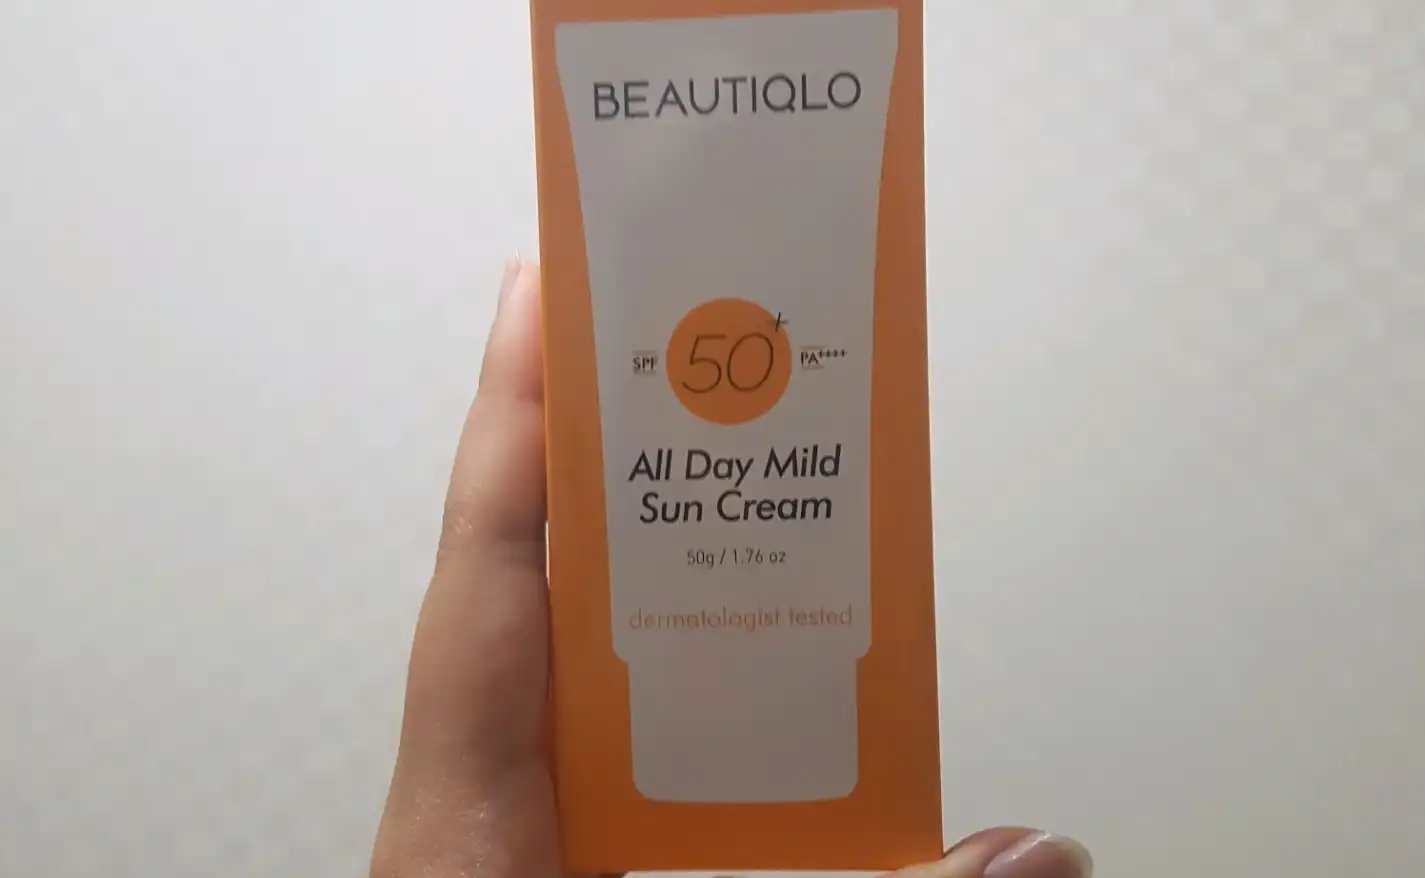 BEAUTIQLO
SPF 50+ PA++++
All Day Mild
Sun Cream
50g / 1.76 oz
dermatologist tested